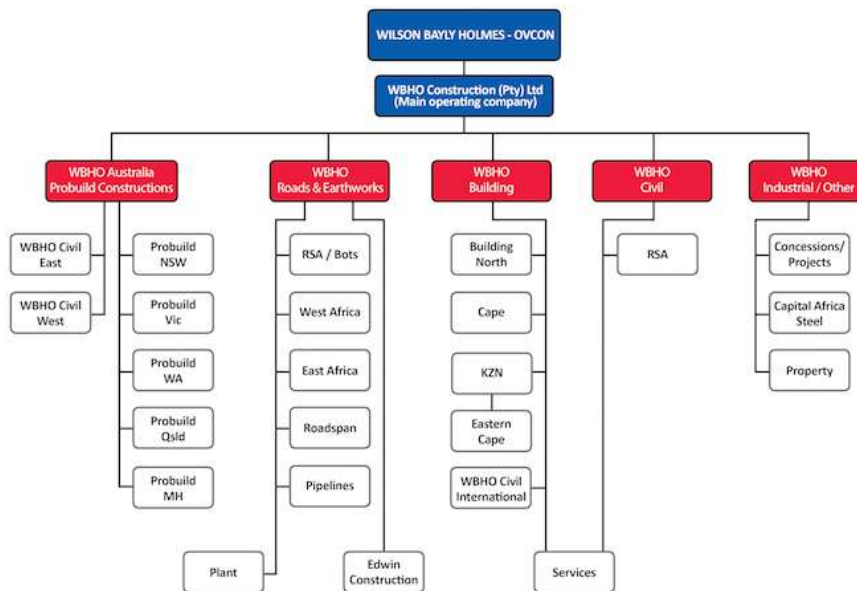 WILSON BAYLY HOLMES - OVCON
WBHO Construction (Pty) Ltd
(Main operating company)
WBHO Australia
Probuild Constructions
WBHO
Roads & Earthworks
WBHO
Building
WBHO
Civil
WBHO
Industrial / Other
WBHO Civil
East
WBHO Civil
West
Probuild
NSW
Probuild
Vic
Probuild
WA
Probuild
Qsld
Probuild
MH
RSA / Bots
West Africa
East Africa
Roadspan
Pipelines
Plant
Edwin
Construction
Building
North
Cape
KZN
Eastern
Cape
WBHO Civil
International
Services
RSA
Concessions/
Projects
Capital Africa
Steel
Property